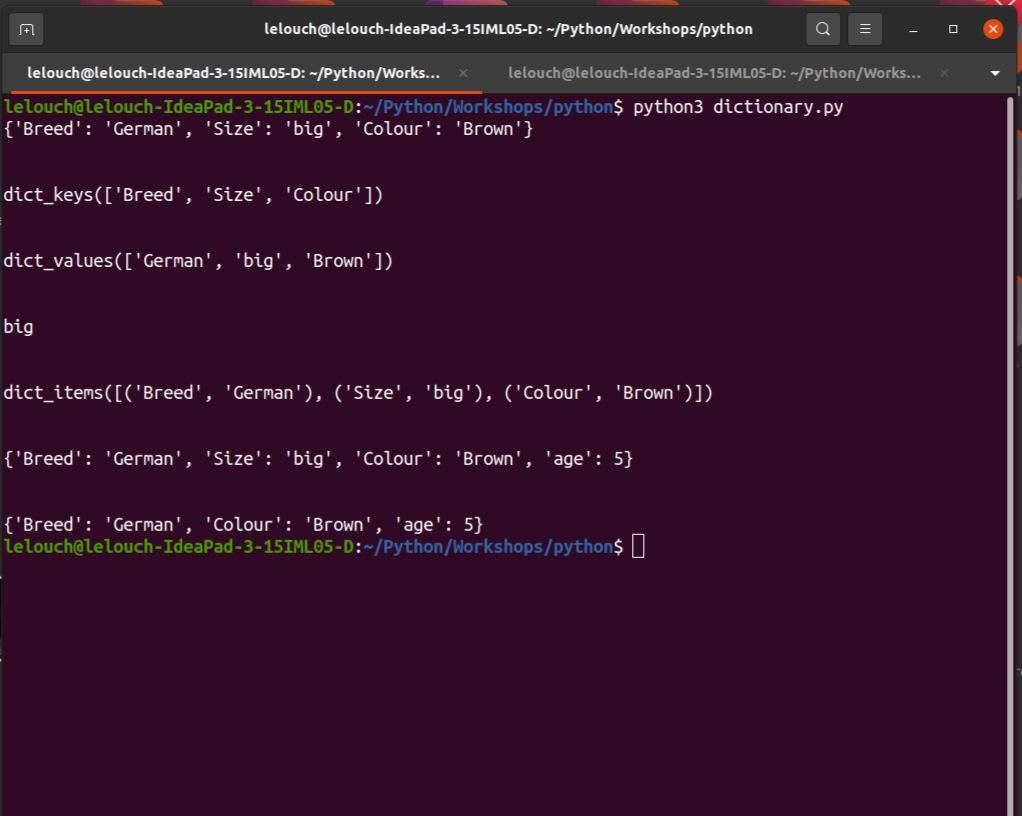 lelouch@lelouch-IdeaPad-3-15IML05-D: ~/Python/Workshops/python
lelouch@lelouch-IdeaPad-3-15IML05-D: ~/Python/Works...
lelouch@lelouch-IdeaPad-3-15IML05-D: ~/Python/Works...
lelouch@lelouch-IdeaPad-3-15IML05-D:~/Python/Workshops/python$ python3 dictionary.py
{'Breed': 'German', 'Size': 'big', 'Colour': 'Brown'}
dict_keys(['Breed', 'Size', 'Colour'])
dict_values(['German', 'big', 'Brown'])
big
dict_items([('Breed', 'German'), ('Size', 'big'), ('Colour', 'Brown')])
{'Breed': 'German', 'Size': 'big', 'Colour': 'Brown', 'age': 5}
{'Breed': 'German', 'Colour': 'Brown', 'age': 5}
lelouch@lelouch-IdeaPad-3-15IML05-D:~/Python/Workshops/python$